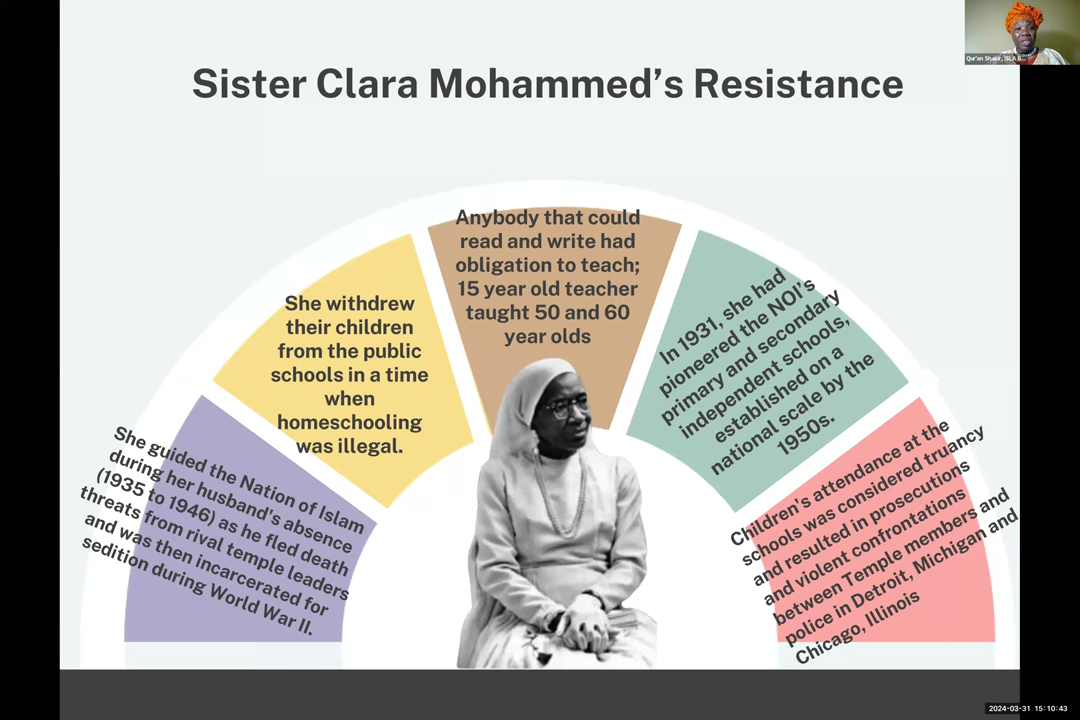 Sister Clara Mohammed's Resistance
She guided the Nation of Islam
during her husband's absence
(1935 to 1946) as he fled death
threats from rival temple leaders
and was then incarcerated for
sedition during World War II.
She withdrew
their children
from the public
schools in a time
when
homeschooling
was illegal.
Anybody that could
read and write had
obligation to teach;
15 year old teacher
taught 50 and 60
year olds
In 1931, she had
pioneered the NOI's
primary and secondary
independent schools,
established on a
national scale by the
1950s.
Children's attendance at the
schools was considered truancy
and resulted in prosecutions
and violent confrontations
between Temple members and
police in Detroit, Michigan and
Chicago, Illinois
2024-03-31 15:10:43